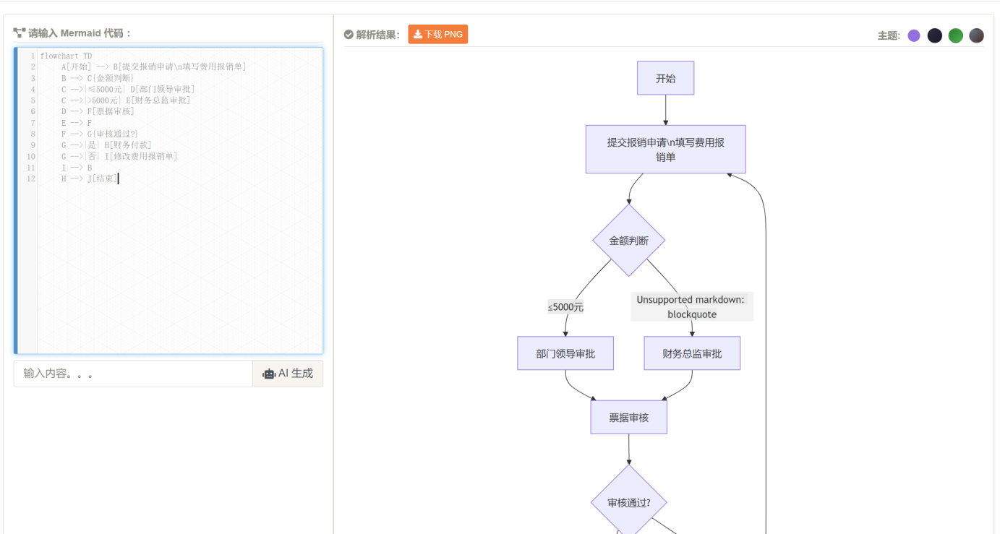 请输入 Mermaid 代码：
1 flowchart TD
2 A[开始] --> B[提交报销申请\n填写费用报销单]
3 B --> C{金额判断}
4 C -->|≤5000元| D[部门领导审批]
5 C -->|>5000元| E[财务总监审批]
6 D --> F[票据审核]
7 E --> F
8 F --> G{审核通过?}
9 G -->|是| H[财务付款]
10 G -->|否| I[修改费用报销单]
11 I --> B
12 H --> J[结束]
输入内容。。。
AI 生成
解析结果：
下载 PNG
主题:
开始
提交报销申请\n填写费用报
销单
金额判断
≤5000元
Unsupported markdown:
blockquote
部门领导审批
财务总监审批
票据审核
审核通过?